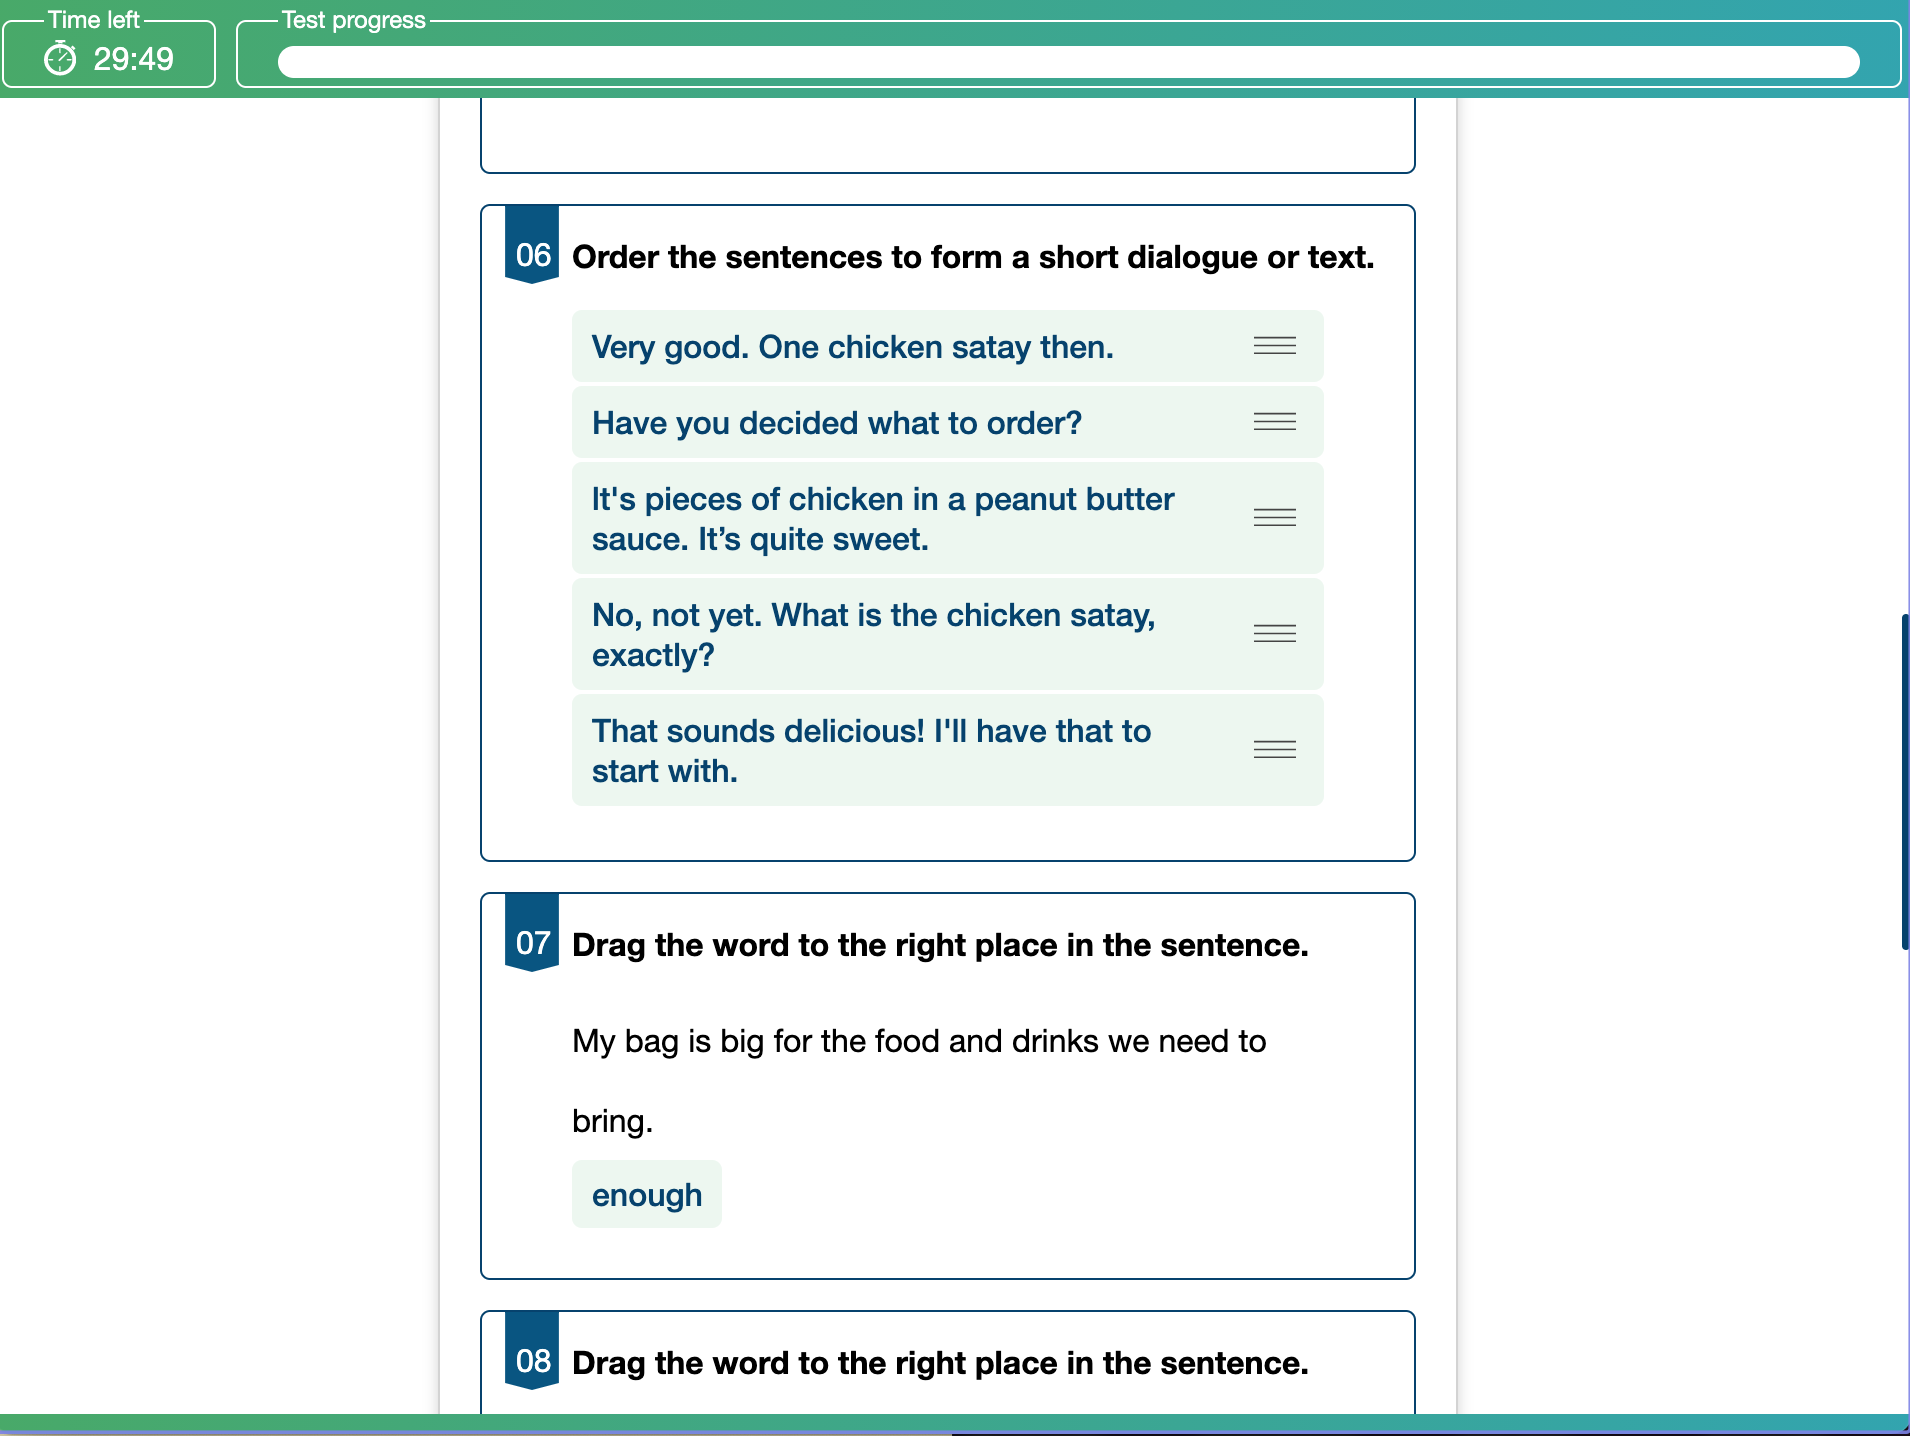 Time left
29:49
Test progress
06
Order the sentences to form a short dialogue or text.
Very good. One chicken satay then.
Have you decided what to order?
It's pieces of chicken in a peanut butter
sauce. It’s quite sweet.
No, not yet. What is the chicken satay,
exactly?
That sounds delicious! I'll have that to
start with.
07
Drag the word to the right place in the sentence.
My bag is big for the food and drinks we need to
bring.
enough
08
Drag the word to the right place in the sentence.